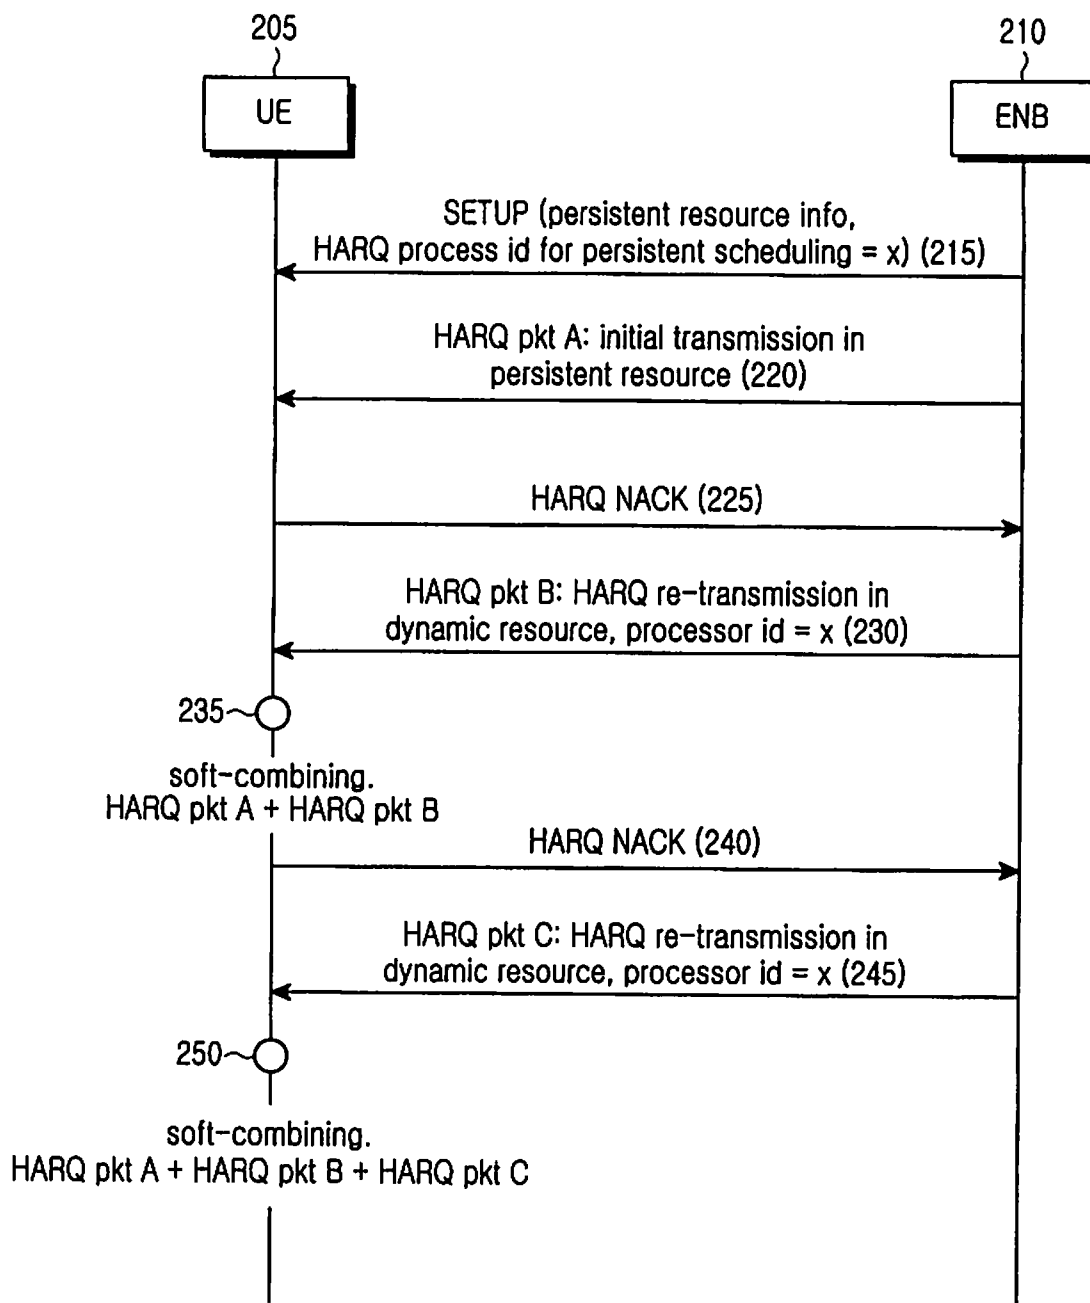 205
210
UE
ENB
SETUP (persistent resource info,
HARQ process id for persistent scheduling = x) (215)
HARQ pkt A: initial transmission in
persistent resource (220)
HARQ NACK (225)
HARQ pkt B: HARQ re-transmission in
dynamic resource, processor id = x (230)
235
soft-combining.
HARQ pkt A + HARQ pkt B
HARQ NACK (240)
HARQ pkt C: HARQ re-transmission in
dynamic resource, processor id = x (245)
250
soft-combining.
HARQ pkt A + HARQ pkt B + HARQ pkt C